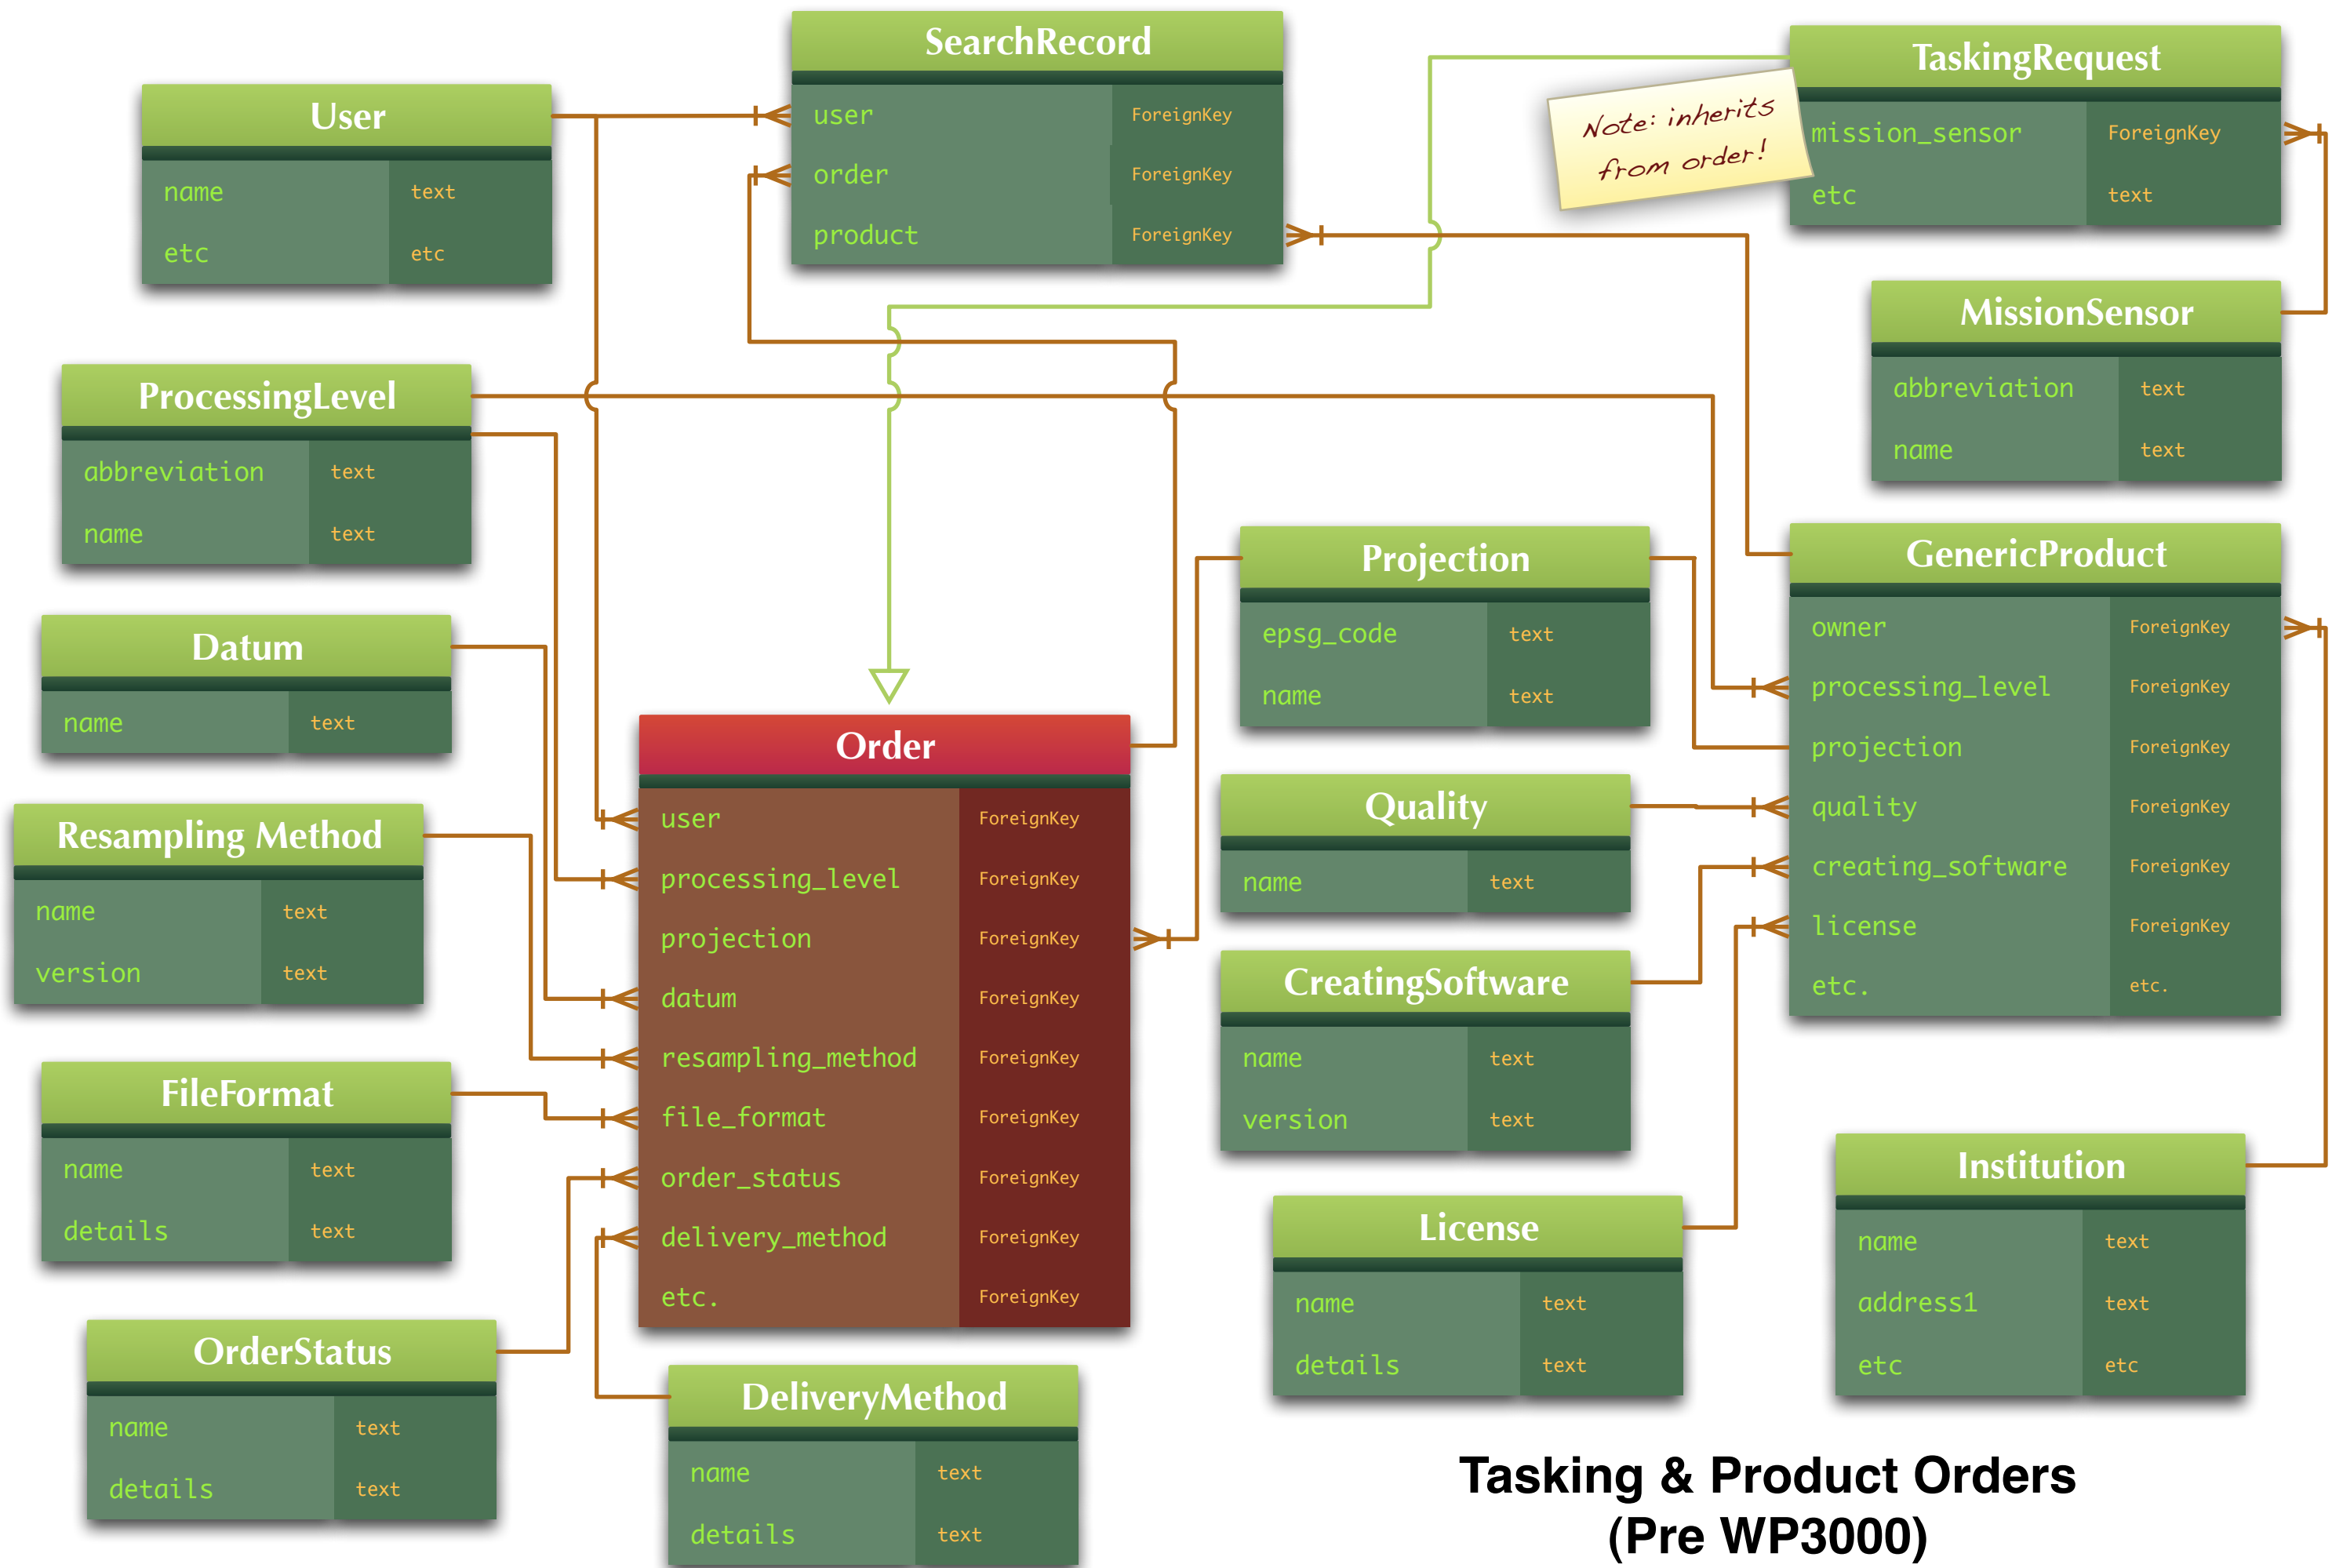 SearchRecord
user ForeignKey
order ForeignKey
product ForeignKey
TaskingRequest
mission_sensor ForeignKey
etc text
Note: inherits
from order!
User
name text
etc etc
MissionSensor
abbreviation text
name text
ProcessingLevel
abbreviation text
name text
Projection
epsg_code text
name text
GenericProduct
owner ForeignKey
processing_level ForeignKey
projection ForeignKey
quality ForeignKey
creating_software ForeignKey
license ForeignKey
etc. etc.
Datum
name text
Order
user ForeignKey
processing_level ForeignKey
projection ForeignKey
datum ForeignKey
resampling_method ForeignKey
file_format ForeignKey
order_status ForeignKey
delivery_method ForeignKey
etc. ForeignKey
Quality
name text
Resampling Method
name text
version text
CreatingSoftware
name text
version text
FileFormat
name text
details text
License
name text
details text
Institution
name text
address1 text
etc etc
OrderStatus
name text
details text
DeliveryMethod
name text
details text
Tasking & Product Orders
(Pre WP3000)